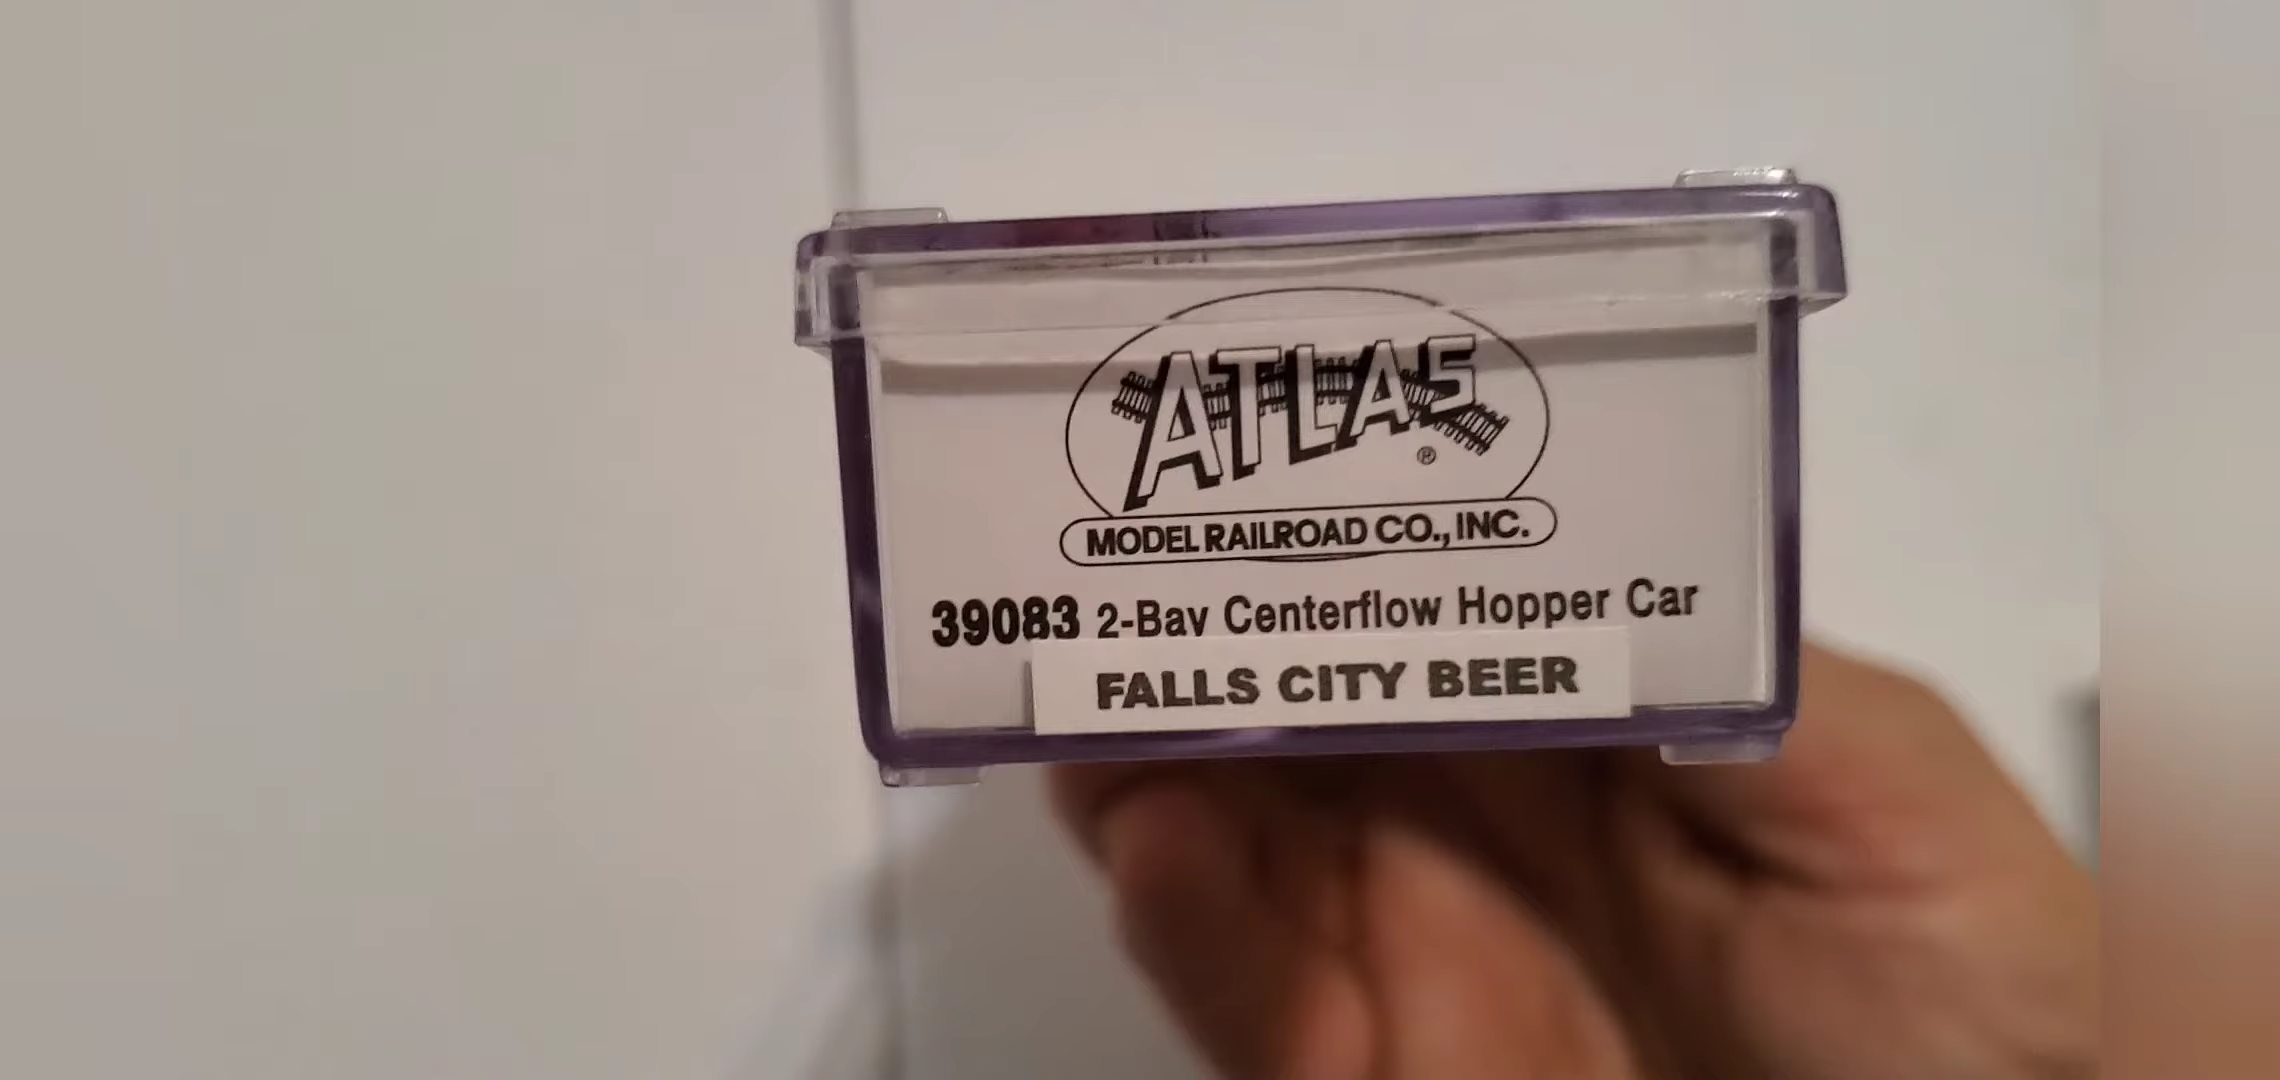 ATLAS
®
MODEL RAILROAD CO., INC.
39083 2-Bay Centerflow Hopper Car
FALLS CITY BEER